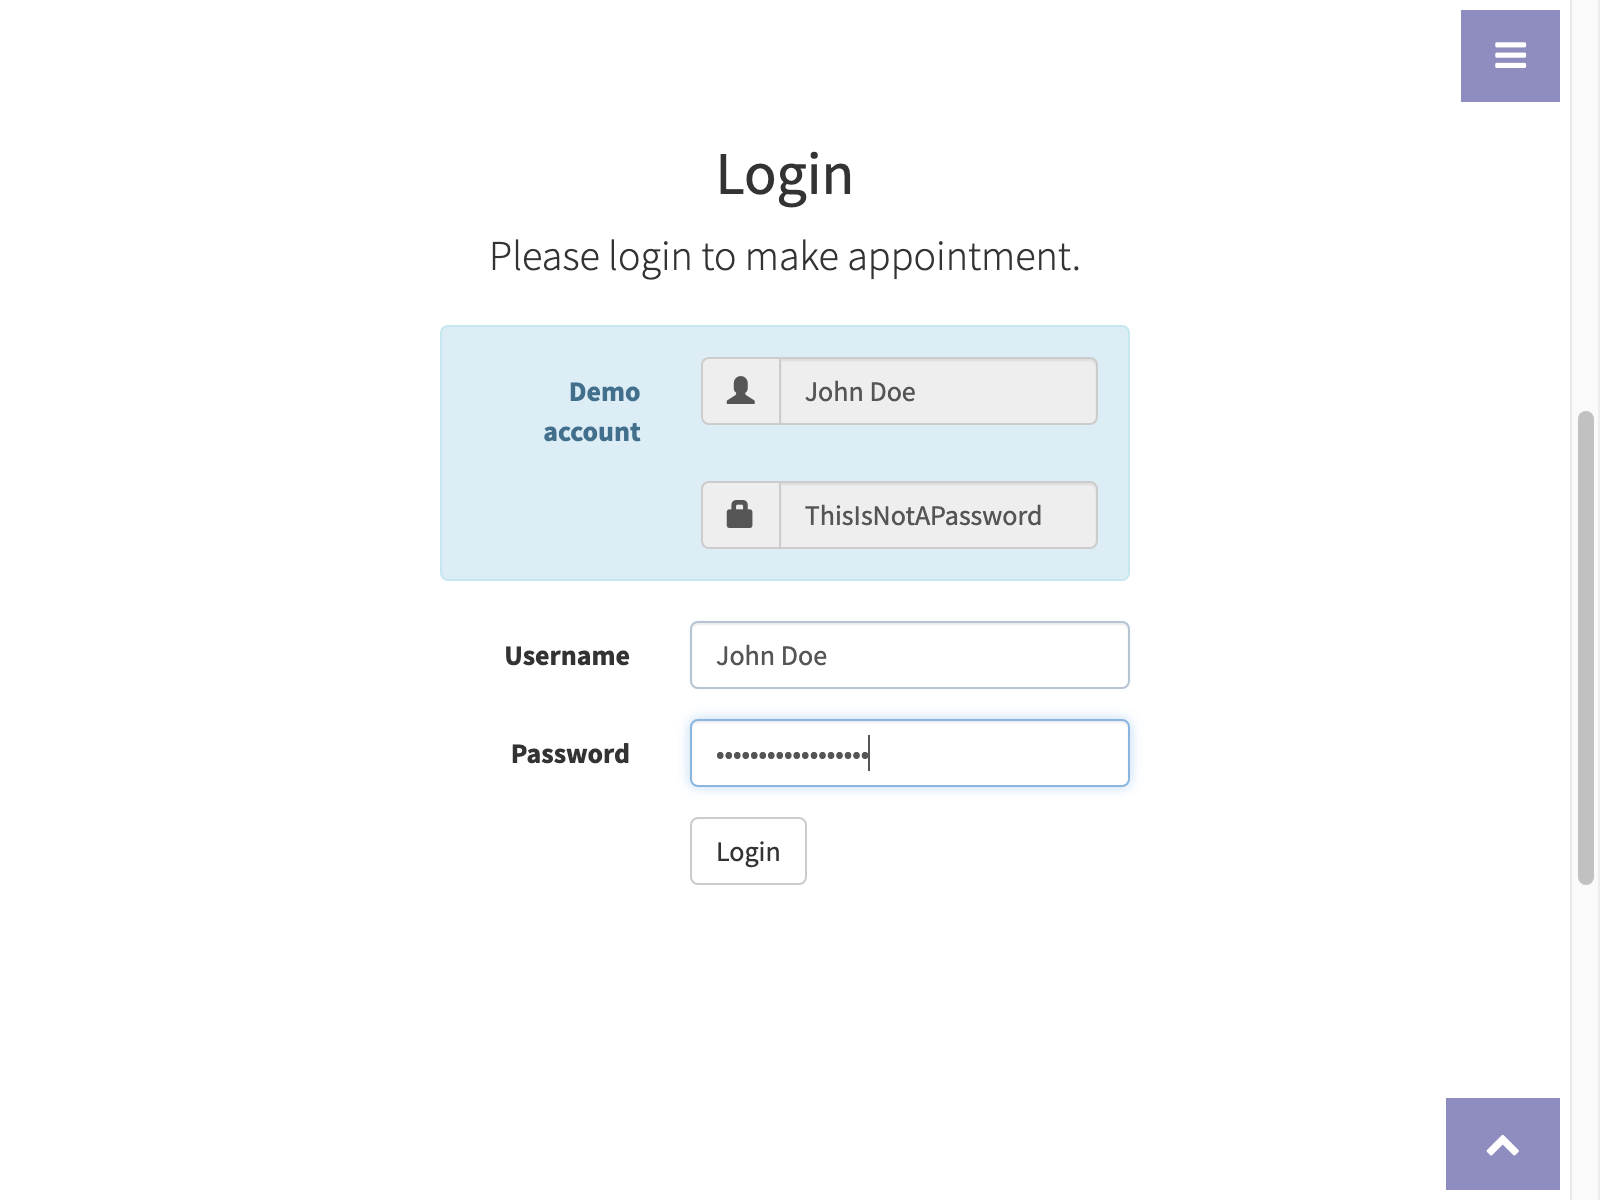 Login
Please login to make appointment.
Demo
account
John Doe
ThisIsNotAPassword
Username
John Doe
Password
••••••••••••••••••
Login